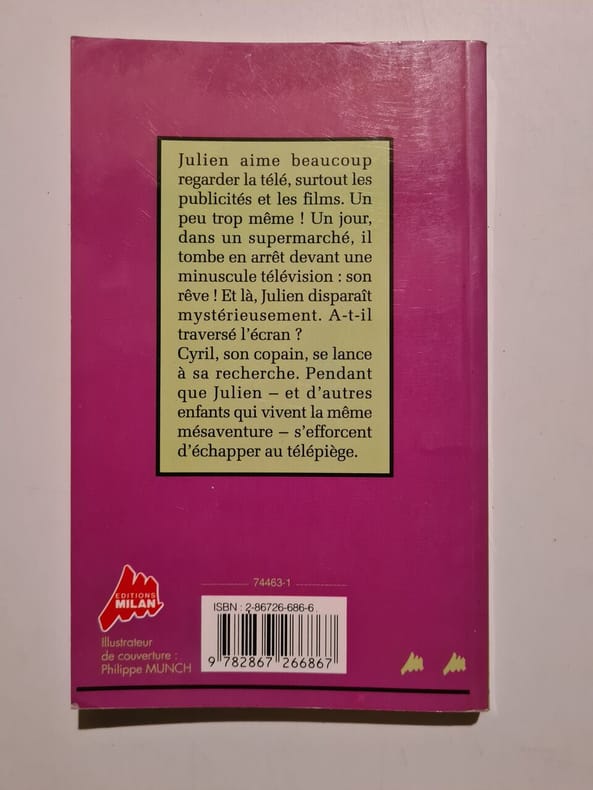 Julien aime beaucoup
regarder la télé, surtout les
publicités et les films. Un
peu trop même ! Un jour,
dans un supermarché, il
tombe en arrêt devant une
minuscule télévision : son
rêve ! Et là, Julien disparaît
mystérieusement. A-t-il
traversé l'écran ?
Cyril, son copain, se lance
à sa recherche. Pendant
que Julien – et d'autres
enfants qui vivent la même
mésaventure – s'efforcent
d'échapper au télépiège.
EDITIONS
MILAN
Illustrateur
de couverture :
Philippe MUNCH
74463-1
ISBN : 2-86726-686-6
9 782867 266867